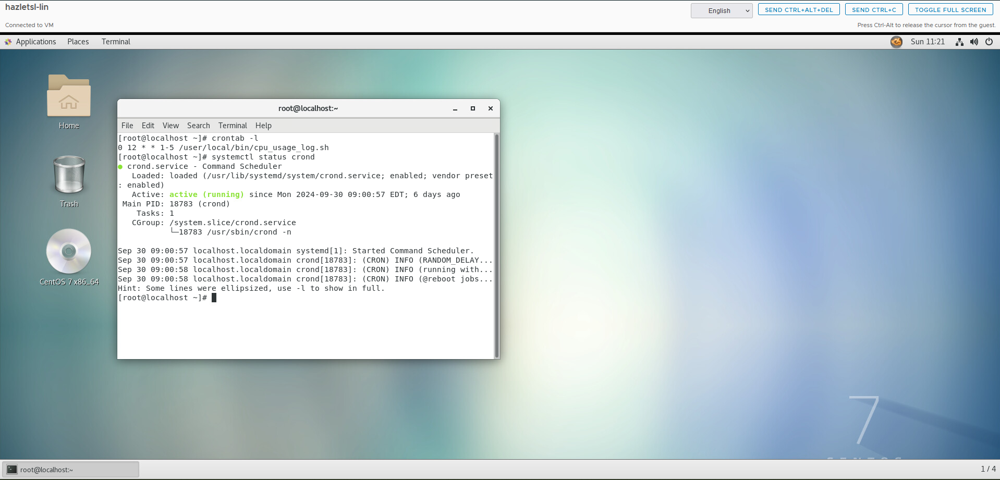 hazletsl-lin
English
SEND CTRL+ALT+DEL
SEND CTRL+C
TOGGLE FULL SCREEN
Connected to VM
Press Ctrl-Alt to release the cursor from the guest.
Applications Places Terminal
Sun 11:21
Home
Trash
CentOS 7 x86_64
root@localhost:~
File Edit View Search Terminal Help
[root@localhost ~]# crontab -l
0 12 * * 1-5 /user/local/bin/cpu_usage_log.sh
[root@localhost ~]# systemctl status crond
● crond.service - Command Scheduler
   Loaded: loaded (/usr/lib/systemd/system/crond.service; enabled; vendor preset
: enabled)
   Active: active (running) since Mon 2024-09-30 09:00:57 EDT; 6 days ago
 Main PID: 18783 (crond)
    Tasks: 1
   CGroup: /system.slice/crond.service
           └─18783 /usr/sbin/crond -n
Sep 30 09:00:57 localhost.localdomain systemd[1]: Started Command Scheduler.
Sep 30 09:00:57 localhost.localdomain crond[18783]: (CRON) INFO (RANDOM_DELAY...
Sep 30 09:00:58 localhost.localdomain crond[18783]: (CRON) INFO (running with...
Sep 30 09:00:58 localhost.localdomain crond[18783]: (CRON) INFO (@reboot jobs...
Hint: Some lines were ellipsized, use -l to show in full.
[root@localhost ~]#
7
CENTOS
root@localhost:~
1 / 4